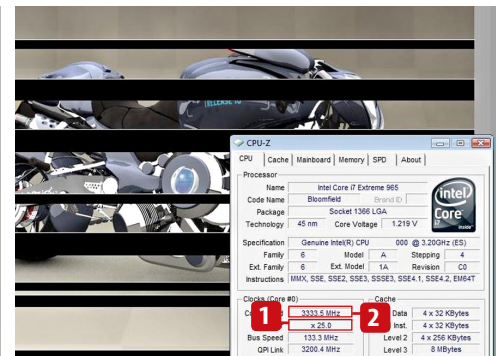 RELEASE 10
CPU-Z
CPU Cache Mainboard Memory SPD About
Processor
Name Intel Core i7 Extreme 965
Code Name Bloomfield Brand ID
Package Socket 1366 LGA
Technology 45 nm Core Voltage 1.219 V
(intel)
Core
i7
inside
Specification Genuine Intel(R) CPU 000 @ 3.20GHz (ES)
Family 6 Model A Stepping 4
Ext. Family 6 Ext. Model 1A Revision C0
Instructions MMX, SSE, SSE2, SSE3, SSSE3, SSE4.1, SSE4.2, EM64T
Clocks (Core #0)
1 3333.5 MHz 2
x 25.0
Bus Speed 133.3 MHz
QPI Link 3200.4 MHz
Cache
Data 4 x 32 KBytes
Inst. 4 x 32 KBytes
Level 2 4 x 256 KBytes
Level 3 8 MBytes